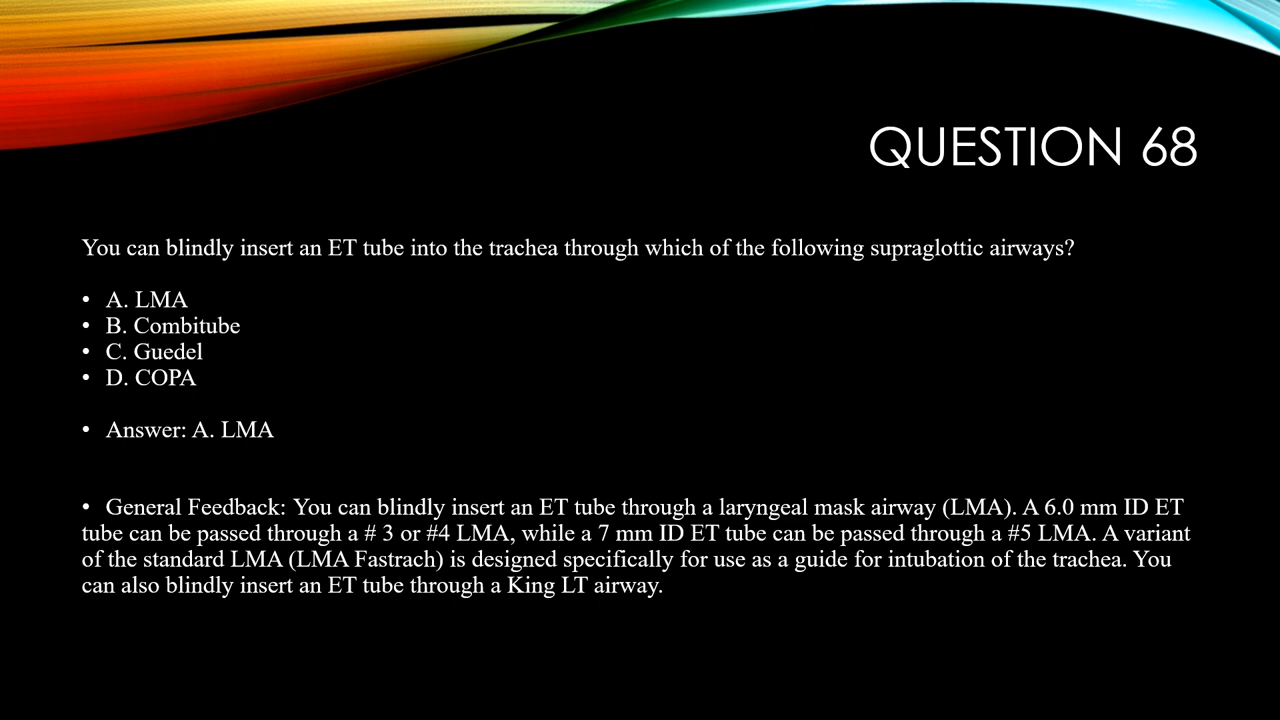 QUESTION 68
You can blindly insert an ET tube into the trachea through which of the following supraglottic airways?
• A. LMA
• B. Combitube
• C. Guedel
• D. COPA
• Answer: A. LMA
• General Feedback: You can blindly insert an ET tube through a laryngeal mask airway (LMA). A 6.0 mm ID ET
tube can be passed through a # 3 or #4 LMA, while a 7 mm ID ET tube can be passed through a #5 LMA. A variant
of the standard LMA (LMA Fastrach) is designed specifically for use as a guide for intubation of the trachea. You
can also blindly insert an ET tube through a King LT airway.